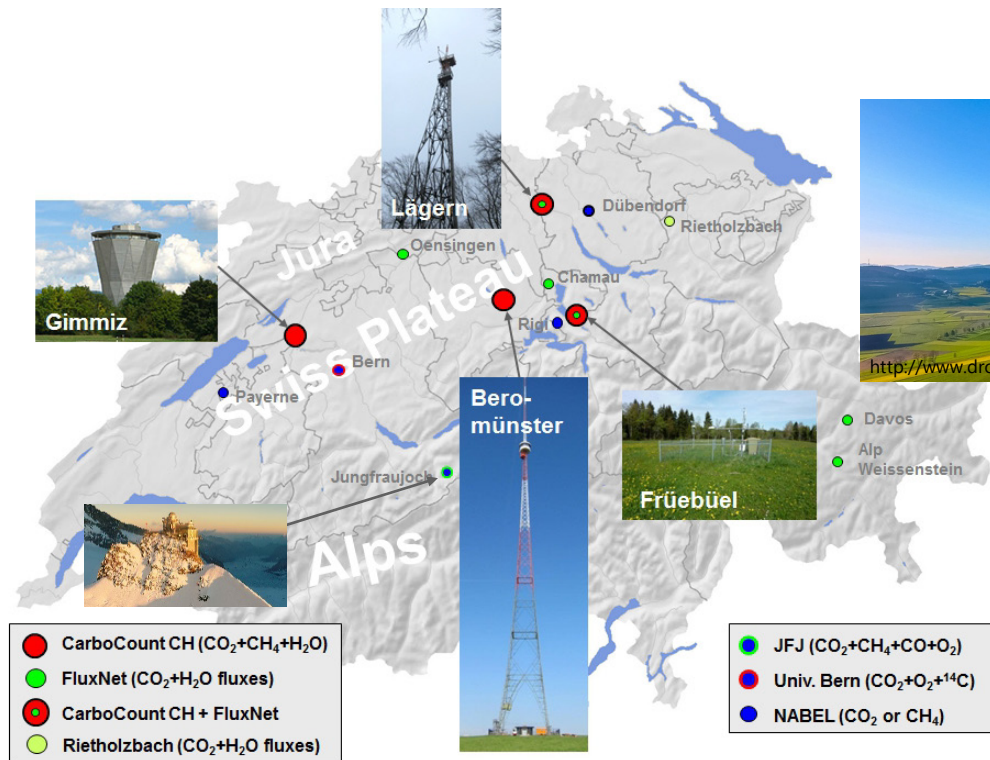 Lägern
Dübendorf
Rietholzbach
Oensingen
Jura
Chamau
Gimmiz
Swiss Plateau
Rigi
Bern
Payerne
http://www.dro
Bero-
münster
Davos
Alp
Weissenstein
Jungfraujoch
Früebüel
Alps
CarboCount CH (CO₂+CH₄+H₂O)
FluxNet (CO₂+H₂O fluxes)
CarboCount CH + FluxNet
Rietholzbach (CO₂+H₂O fluxes)
JFJ (CO₂+CH₄+CO+O₂)
Univ. Bern (CO₂+O₂+¹⁴C)
NABEL (CO₂ or CH₄)